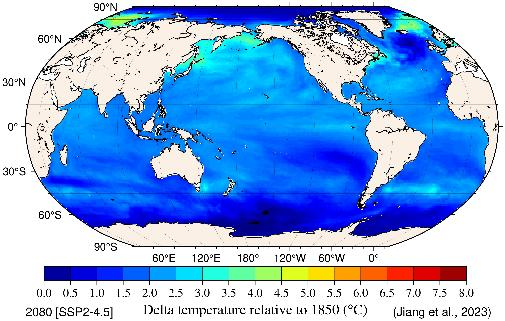 90°N
60°N
30°N
0°
30°S
60°S
90°S
60°E 120°E 180° 120°W 60°W 0°
0.0 0.5 1.0 1.5 2.0 2.5 3.0 3.5 4.0 4.5 5.0 5.5 6.0 6.5 7.0 7.5 8.0
2080 [SSP2-4.5] Delta temperature relative to 1850 (°C) (Jiang et al., 2023)